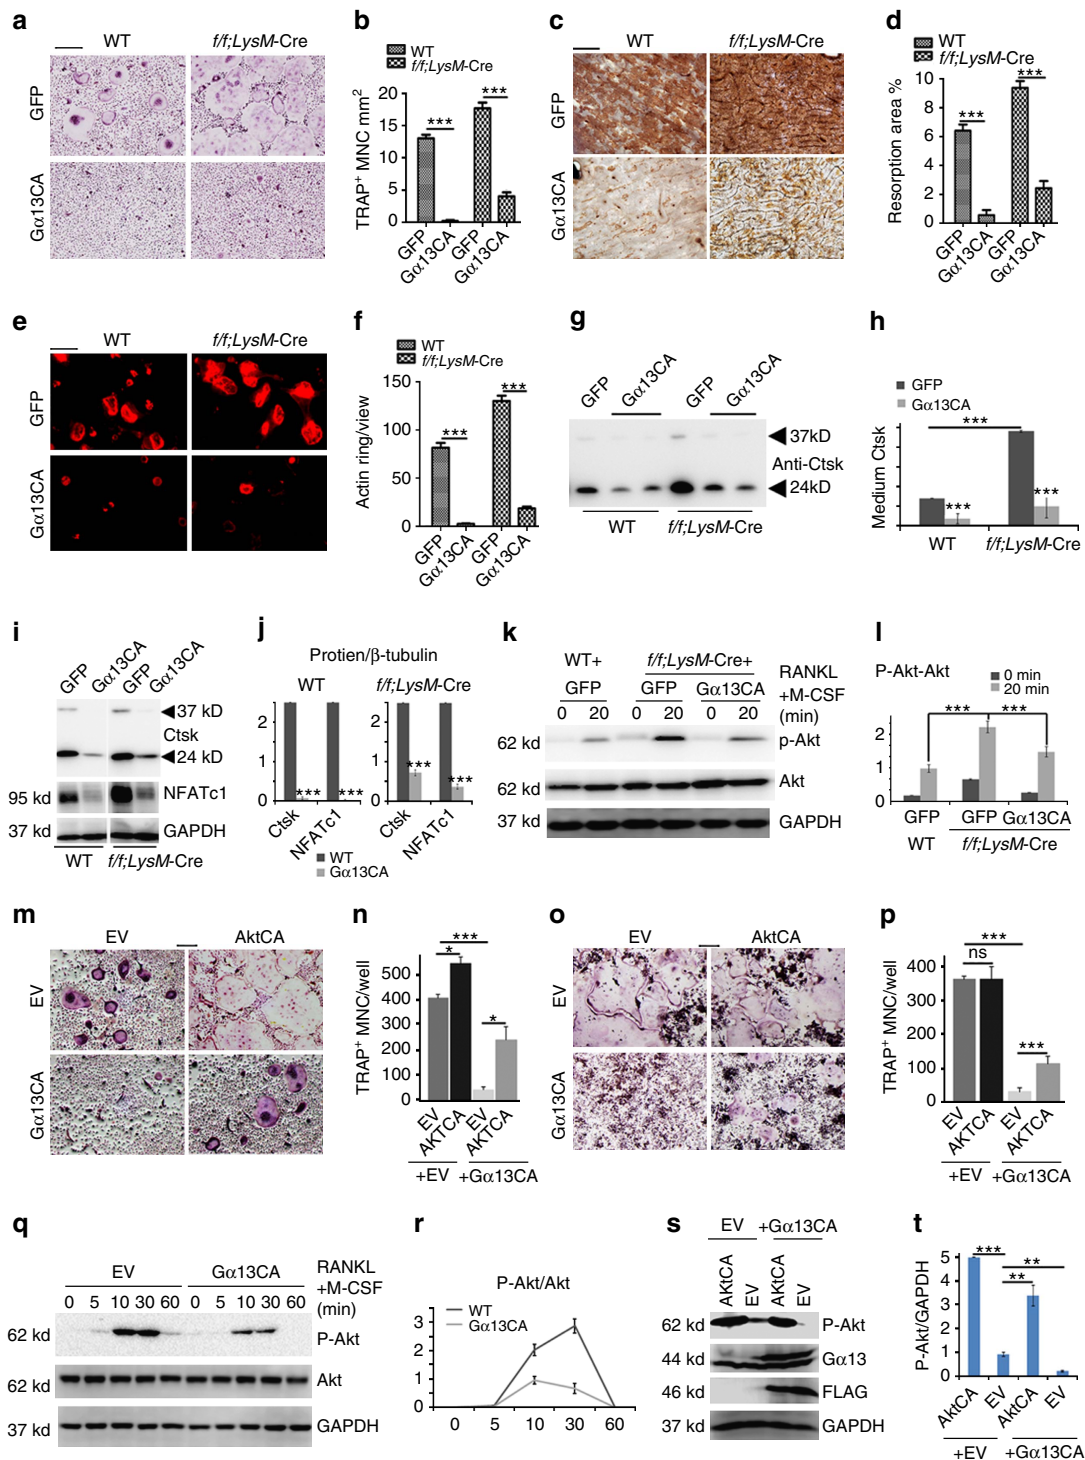 a
WT
f/f;LysM-Cre
GFP
Gα13CA
b
WT
f/f;LysM-Cre
TRAP+ MNC mm2
20
15
10
5
0
***
***
GFP
Gα13CA
GFP
Gα13CA
c
WT
f/f;LysM-Cre
GFP
Gα13CA
d
WT
f/f;LysM-Cre
Resorption area %
10
8
6
4
2
0
***
***
GFP
Gα13CA
GFP
Gα13CA
e
WT
f/f;LysM-Cre
GFP
Gα13CA
f
WT
f/f;LysM-Cre
Actin ring/view
150
100
50
0
***
***
GFP
Gα13CA
GFP
Gα13CA
g
GFP
Gα13CA
GFP
Gα13CA
37kD
Anti-Ctsk
24kD
WT
f/f;LysM-Cre
h
GFP
Gα13CA
Medium Ctsk
***
***
***
0
WT
f/f;LysM-Cre
i
GFP
Gα13CA
GFP
Gα13CA
37 kD
Ctsk
24 kD
95 kd
NFATc1
37 kd
GAPDH
WT
f/f;LysM-Cre
j
Protien/β-tubulin
WT
f/f;LysM-Cre
2
1
0
***
***
2
1
0
***
***
Ctsk
NFATc1
Ctsk
NFATc1
WT
Gα13CA
k
WT+
f/f;LysM-Cre+
GFP
GFP
Gα13CA
RANKL
+M-CSF
(min)
0 20 0 20 0 20
62 kd
p-Akt
62 kd
Akt
37 kd
GAPDH
l
P-Akt-Akt
0 min
20 min
2
1
0
***
***
GFP
GFP
Gα13CA
WT
f/f;LysM-Cre
m
EV
AktCA
EV
Gα13CA
n
TRAP+ MNC/well
500
400
300
200
100
0
***
*
*
EV
AKTCA
EV
AKTCA
+EV
+Gα13CA
o
EV
AktCA
EV
Gα13CA
p
TRAP+ MNC/well
400
300
200
100
0
***
ns
***
EV
AKTCA
EV
AKTCA
+EV
+Gα13CA
q
EV
Gα13CA
RANKL
+M-CSF
(min)
0 5 10 30 60 0 5 10 30 60
62 kd
P-Akt
62 kd
Akt
37 kd
GAPDH
r
P-Akt/Akt
WT
Gα13CA
3
2
1
0
0 5 10 30 60
s
EV
+Gα13CA
AKtCA
EV
AKtCA
EV
62 kd
P-Akt
44 kd
Gα13
46 kd
FLAG
37 kd
GAPDH
t
P-Akt/GAPDH
5
4
3
2
1
0
***
**
**
AktCA
EV
AktCA
EV
+EV
+Gα13CA